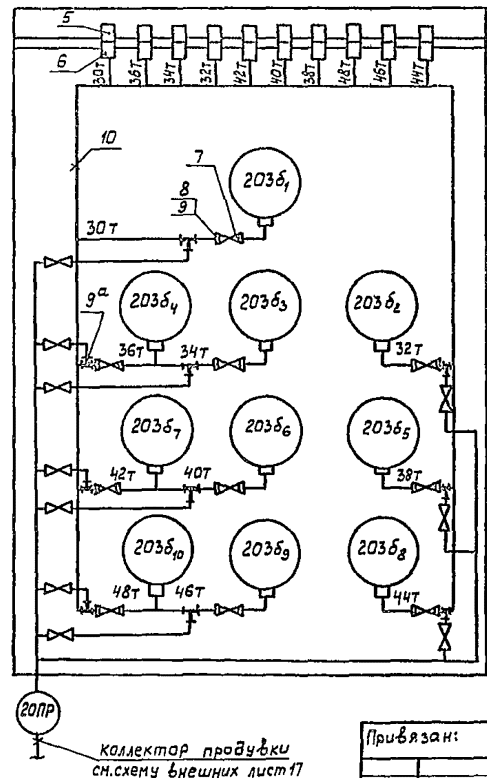 5
6
30т 36т 34т 32т 42т 40т 38т 48т 46т 44т
10
7
8
9
203б1
30т
9а
203б4 203б3 203б2
36т 34т 32т
203б7 203б6 203б5
42т 40т 38т
203б10 203б9 203б8
48т 46т 44т
20ПР
коллектор продувки
см.схему внешних лист 17
Привязан: